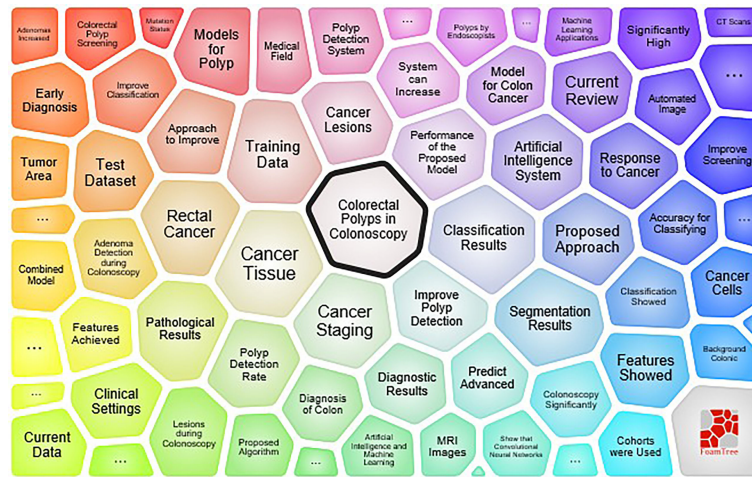 Adenomas
Increased
Colorectal
Polyp
Screening
Mutation
Status
Models
for
Polyp
Medical
Field
Polyp
Detection
System
...
Polyps by
Endoscopists
...
Machine
Learning
Applications
Significantly
High
CT Scans
Early
Diagnosis
Improve
Classification
System
can
Increase
Model
for Colon
Cancer
Current
Review
Automated
Image
...
Approach
to Improve
Training
Data
Cancer
Lesions
Performance
of the
Proposed
Model
Artificial
Intelligence
System
Response
to Cancer
Improve
Screening
Tumor
Area
Test
Dataset
...
Rectal
Cancer
Colorectal
Polyps in
Colonoscopy
Classification
Results
Proposed
Approach
Accuracy for
Classifying
...
Combined
Model
Adenoma
Detection
during
Colonoscopy
Cancer
Tissue
Cancer
Staging
Improve
Polyp
Detection
Segmentation
Results
Classification
Showed
Cancer
Cells
...
Features
Achieved
Pathological
Results
Polyp
Detection
Rate
Diagnostic
Results
Predict
Advanced
Features
Showed
Background
Colonic
...
Clinical
Settings
Diagnosis
of Colon
Colonoscopy
Significantly
Current
Data
...
Lesions
during
Colonoscopy
Proposed
Algorithm
...
Artificial
Intelligence and
Machine
Learning
MRI
Images
Show that
Convolutional
Neural Networks
...
Cohorts
were Used
FoamTree